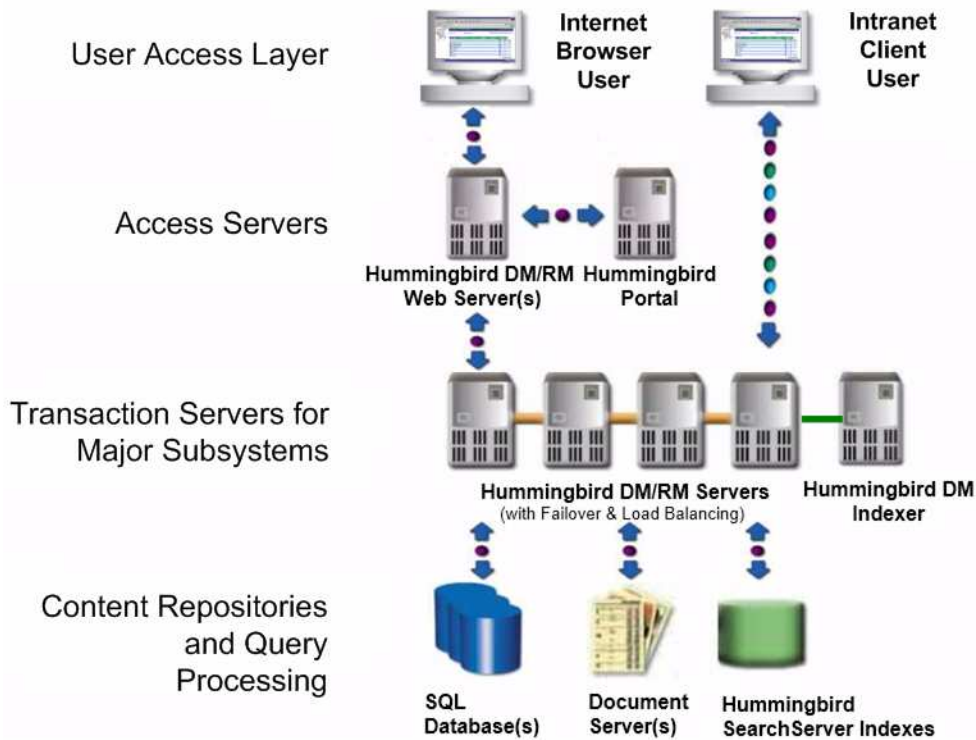 User Access Layer
Internet
Browser
User
Intranet
Client
User
Access Servers
Hummingbird DM/RM
Web Server(s)
Hummingbird
Portal
Transaction Servers for
Major Subsystems
Hummingbird DM/RM Servers
(with Failover & Load Balancing)
Hummingbird DM
Indexer
Content Repositories
and Query
Processing
SQL
Database(s)
Document
Server(s)
Hummingbird
SearchServer Indexes